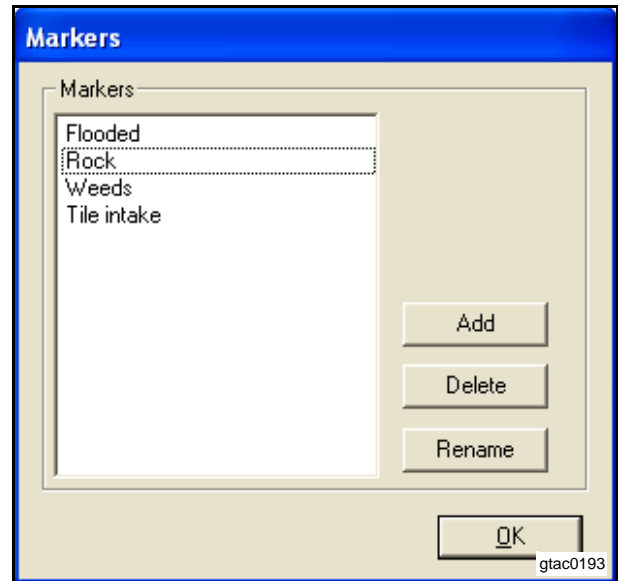 Markers
Markers
Flooded
Rock
Weeds
Tile intake
Add
Delete
Rename
OK
gtac0193